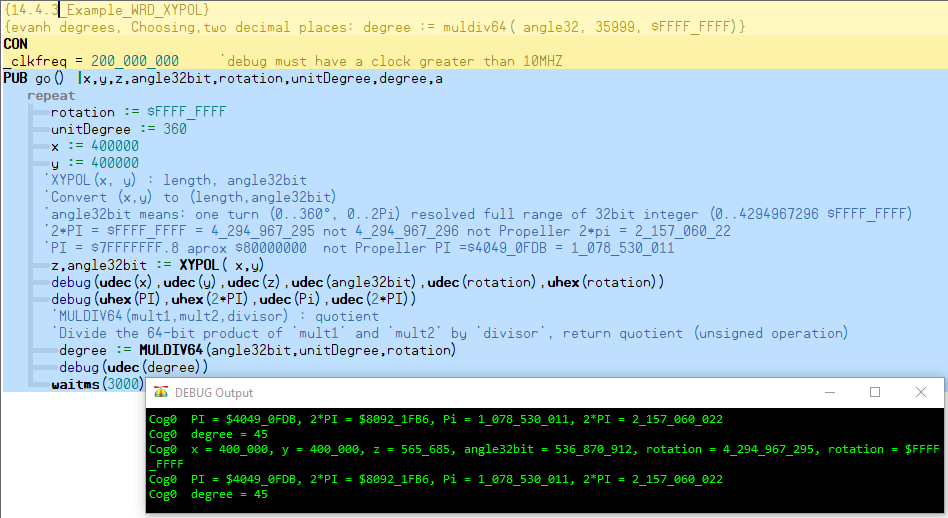 {14.4.3_Example_WRD_XYPOL}
{evanh degrees, Choosing,two decimal places: degree := muldiv64( angle32, 35999, $FFFF_FFFF)}
CON
_clkfreq = 200_000_000     'debug must have a clock greater than 10MHZ
PUB go() |x,y,z,angle32bit,rotation,unitDegree,degree,a
repeat
rotation := $FFFF_FFFF
unitDegree := 360
x := 400000
y := 400000
'XYPOL(x, y) : length, angle32bit
'Convert (x,y) to (length,angle32bit)
'angle32bit means: one turn (0..360°, 0..2Pi) resolved full range of 32bit integer (0..4294967296 $FFFF_FFFF)
'2*PI = $FFFF_FFFF = 4_294_967_295 not 4_294_967_296 not Propeller 2*pi = 2_157_060_22
'PI = $7FFFFFFF.8 aprox $80000000  not Propeller PI =$4049_0FDB = 1_078_530_011
z,angle32bit := XYPOL( x,y)
debug(udec(x),udec(y),udec(z),udec(angle32bit),udec(rotation),uhex(rotation))
debug(uhex(PI),uhex(2*PI),udec(Pi),udec(2*PI))
'MULDIV64(mult1,mult2,divisor) : quotient
'Divide the 64-bit product of 'mult1' and 'mult2' by 'divisor', return quotient (unsigned operation)
degree := MULDIV64(angle32bit,unitDegree,rotation)
debug(udec(degree))
waitms(3000)
DEBUG Output
Cog0  PI = $4049_0FDB, 2*PI = $8092_1FB6, Pi = 1_078_530_011, 2*PI = 2_157_060_022
Cog0  degree = 45
Cog0  x = 400_000, y = 400_000, z = 565_685, angle32bit = 536_870_912, rotation = 4_294_967_295, rotation = $FFFF
_FFFF
Cog0  PI = $4049_0FDB, 2*PI = $8092_1FB6, Pi = 1_078_530_011, 2*PI = 2_157_060_022
Cog0  degree = 45